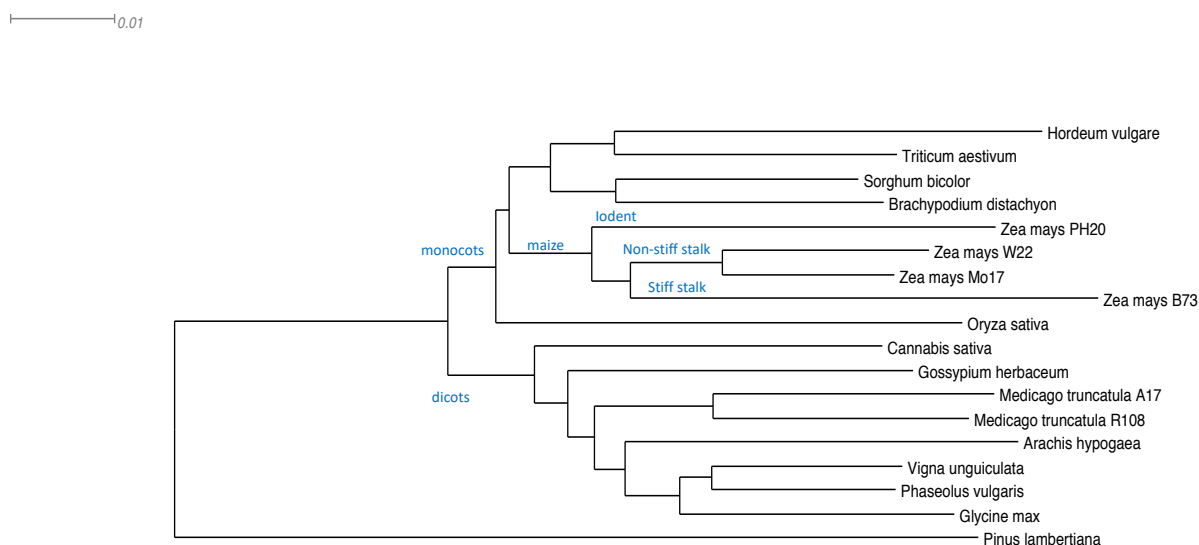 0.01
Hordeum vulgare
Triticum aestivum
Sorghum bicolor
Brachypodium distachyon
Iodent
Zea mays PH20
monocots
maize
Non-stiff stalk
Zea mays W22
Zea mays Mo17
Stiff stalk
Zea mays B73
Oryza sativa
Cannabis sativa
Gossypium herbaceum
dicots
Medicago truncatula A17
Medicago truncatula R108
Arachis hypogaea
Vigna unguiculata
Phaseolus vulgaris
Glycine max
Pinus lambertiana